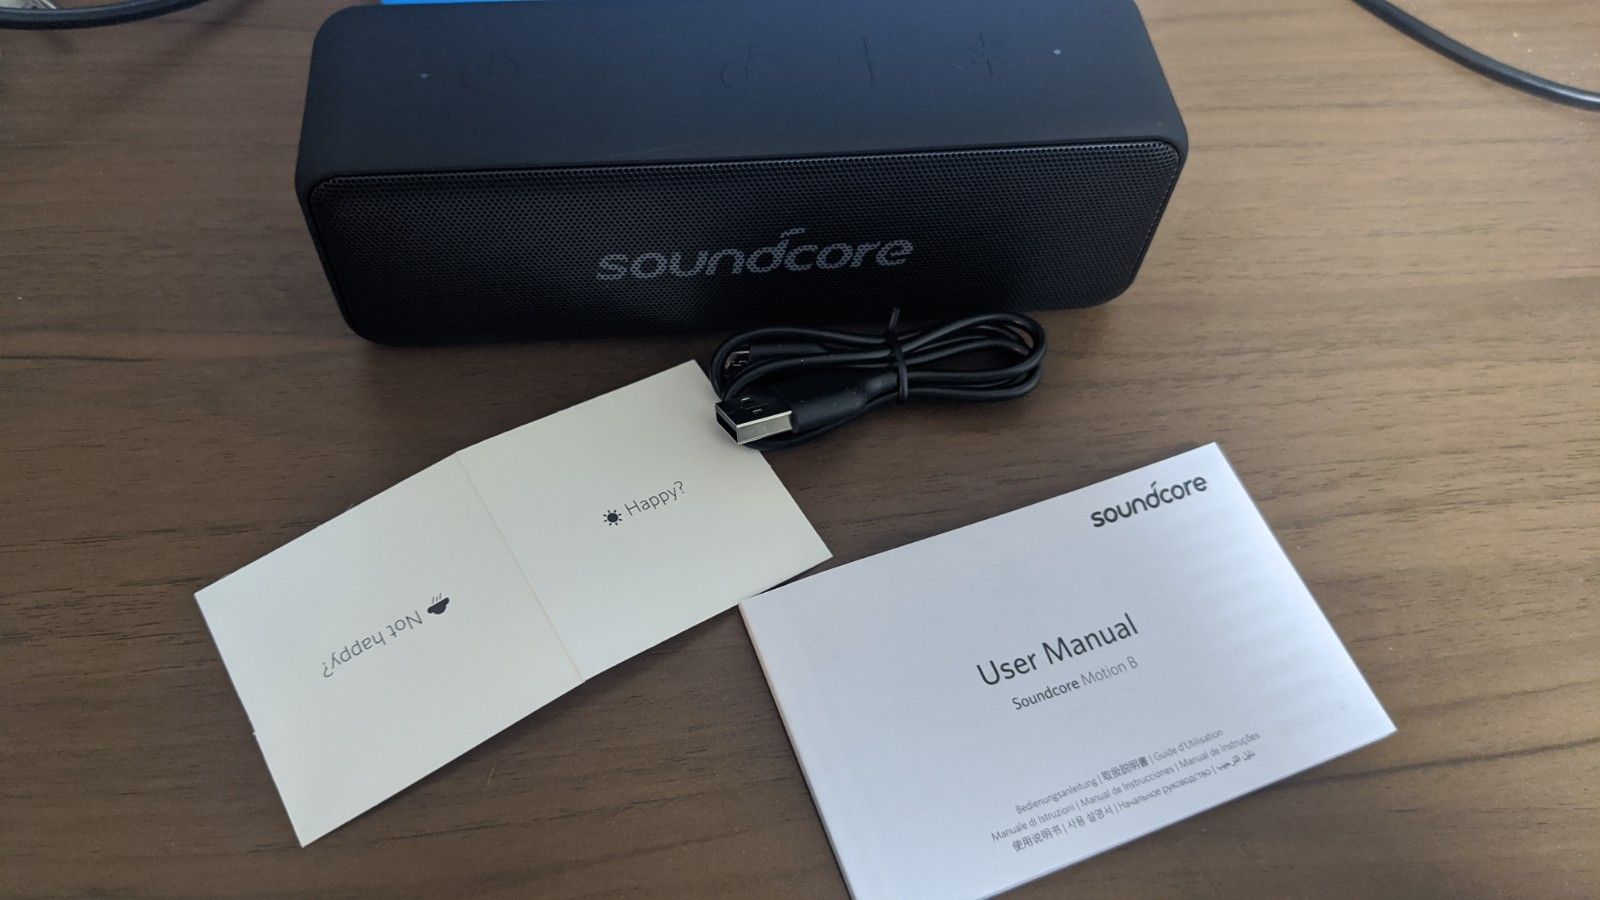 soundcore
Happy?
Not happy?
soundcore
User Manual
Soundcore Motion B
Bedienungsanleitung | 取扱説明書 | Guide d'Utilisation
Manuale di Istruzioni | Manual de Instrucciones | Manual de Instruções
使用说明书 | 사용 설명서 | Начальное руководство | دليل الترحيب